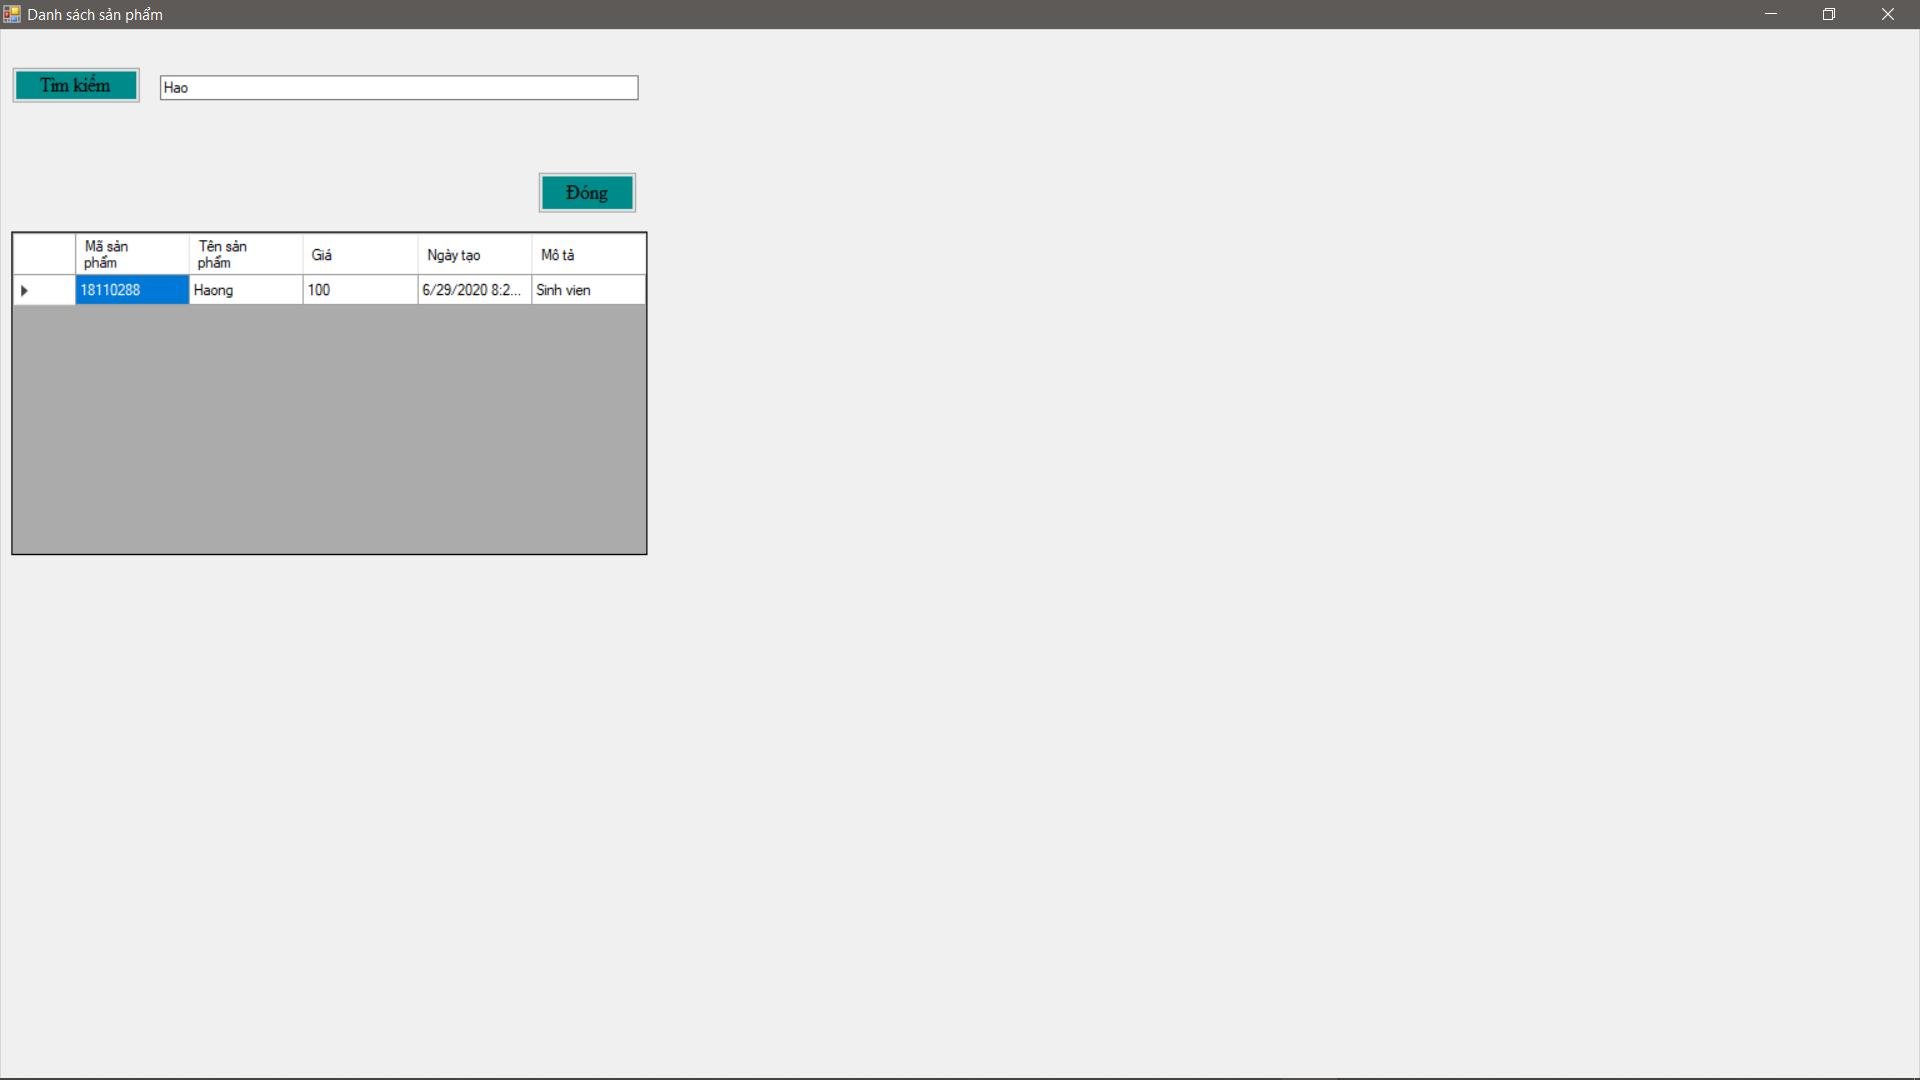 Danh sách sản phẩm
Tìm kiếm
Hao
Đóng
Mã sản
phẩm
Tên sản
phẩm
Giá
Ngày tạo
Mô tả
18110288
Haong
100
6/29/2020 8:2...
Sinh vien